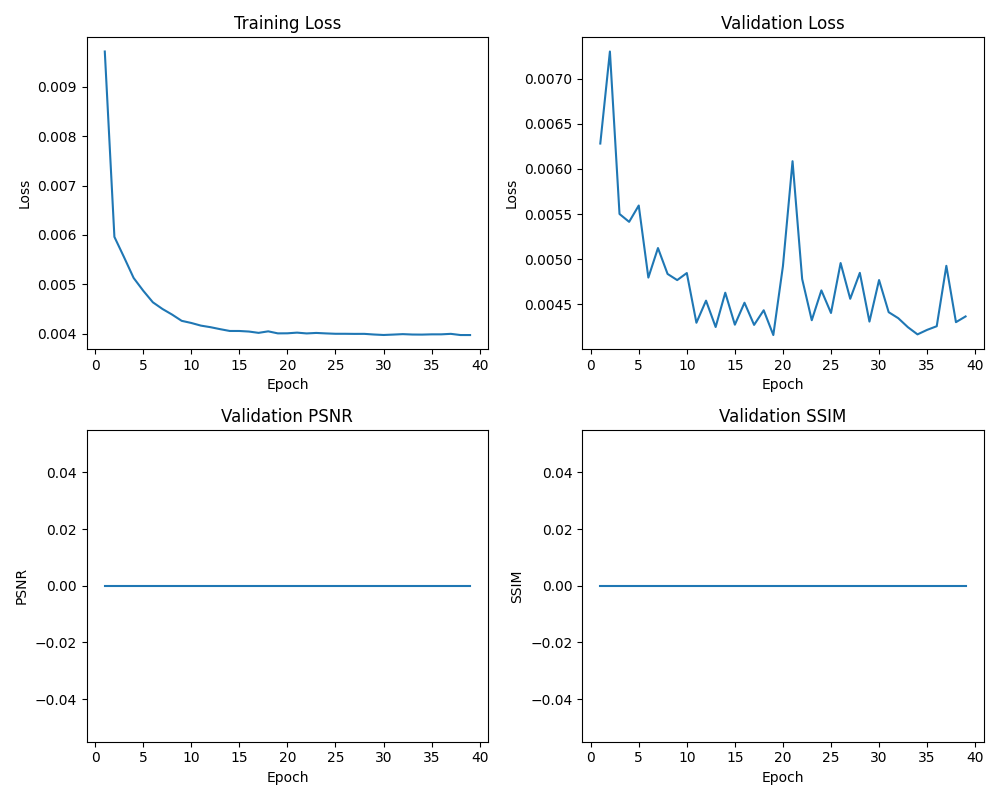 Training Loss
Loss
0.009
0.008
0.007
0.006
0.005
0.004
0 5 10 15 20 25 30 35 40
Epoch
Validation Loss
Loss
0.0070
0.0065
0.0060
0.0055
0.0050
0.0045
0 5 10 15 20 25 30 35 40
Epoch
Validation PSNR
PSNR
0.04
0.02
0.00
−0.02
−0.04
0 5 10 15 20 25 30 35 40
Epoch
Validation SSIM
SSIM
0.04
0.02
0.00
−0.02
−0.04
0 5 10 15 20 25 30 35 40
Epoch